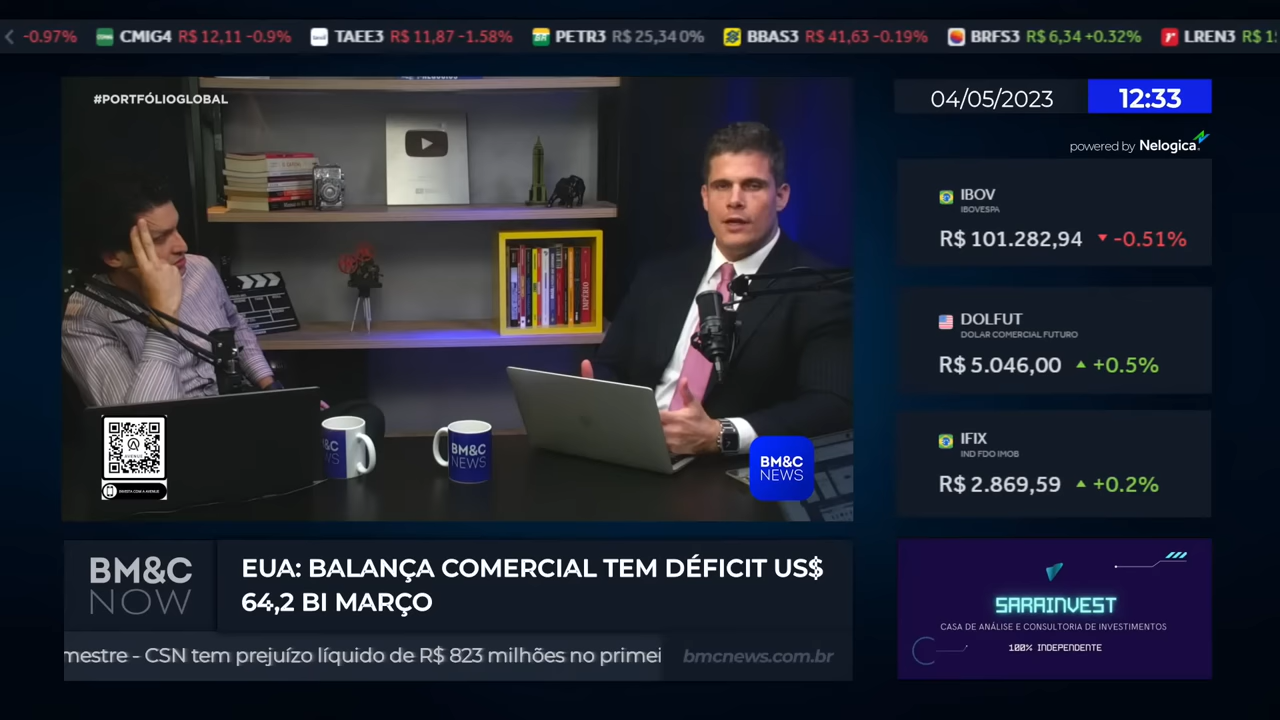 -0.97% CMIG4 R$ 12,11 -0.9% TAEE3 R$ 11,87 -1.58% PETR3 R$ 25,34 0% BBAS3 R$ 41,63 -0.19% BRFS3 R$ 6,34 +0.32% LREN3 R$
#PORTFÓLIOGLOBAL
04/05/2023 12:33
powered by Nelogica
IBOV
IBOVESPA
R$ 101.282,94 -0.51%
DOLFUT
DOLAR COMERCIAL FUTURO
R$ 5.046,00 +0.5%
IFIX
IND FDO IMOB
R$ 2.869,59 +0.2%
IMPÉRIO
AVENUE
INVISTA COM A AVENUE
BM&C
NEWS
BM&C
NEWS
BM&C
NOW
EUA: BALANÇA COMERCIAL TEM DÉFICIT US$
64,2 BI MARÇO
mestre - CSN tem prejuízo líquido de R$ 823 milhões no primei
bmcnews.com.br
SARAINVEST
CASA DE ANÁLISE E CONSULTORIA DE INVESTIMENTOS
100% INDEPENDENTE